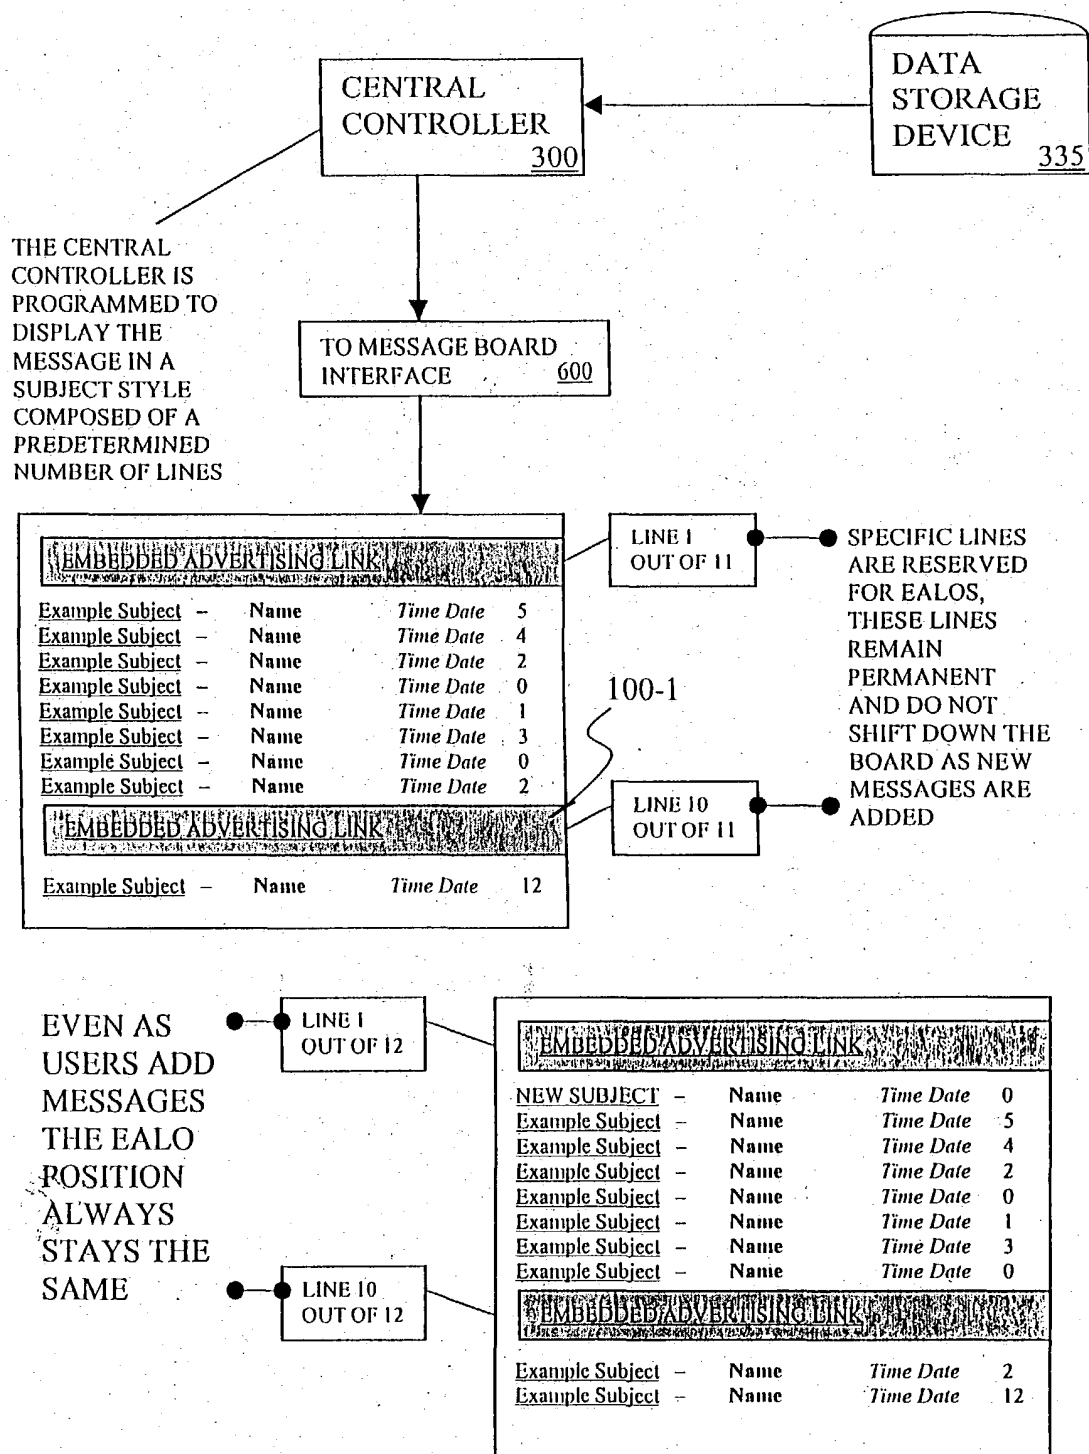 CENTRAL
CONTROLLER
300
DATA
STORAGE
DEVICE
335
THE CENTRAL
CONTROLLER IS
PROGRAMMED TO
DISPLAY THE
MESSAGE IN A
SUBJECT STYLE
COMPOSED OF A
PREDETERMINED
NUMBER OF LINES
TO MESSAGE BOARD
INTERFACE 600
EMBEDDED ADVERTISING LINK
Example Subject – Name Time Date 5
Example Subject – Name Time Date 4
Example Subject – Name Time Date 2
Example Subject – Name Time Date 0
Example Subject – Name Time Date 1
Example Subject – Name Time Date 3
Example Subject – Name Time Date 0
Example Subject – Name Time Date 2
EMBEDDED ADVERTISING LINK
Example Subject – Name Time Date 12
LINE 1
OUT OF 11
100-1
LINE 10
OUT OF 11
SPECIFIC LINES
ARE RESERVED
FOR EALOS,
THESE LINES
REMAIN
PERMANENT
AND DO NOT
SHIFT DOWN THE
BOARD AS NEW
MESSAGES ARE
ADDED
EVEN AS
USERS ADD
MESSAGES
THE EALO
POSITION
ALWAYS
STAYS THE
SAME
LINE 1
OUT OF 12
LINE 10
OUT OF 12
EMBEDDED ADVERTISING LINK
NEW SUBJECT – Name Time Date 0
Example Subject – Name Time Date 5
Example Subject – Name Time Date 4
Example Subject – Name Time Date 2
Example Subject – Name Time Date 0
Example Subject – Name Time Date 1
Example Subject – Name Time Date 3
Example Subject – Name Time Date 0
EMBEDDED ADVERTISING LINK
Example Subject – Name Time Date 2
Example Subject – Name Time Date 12